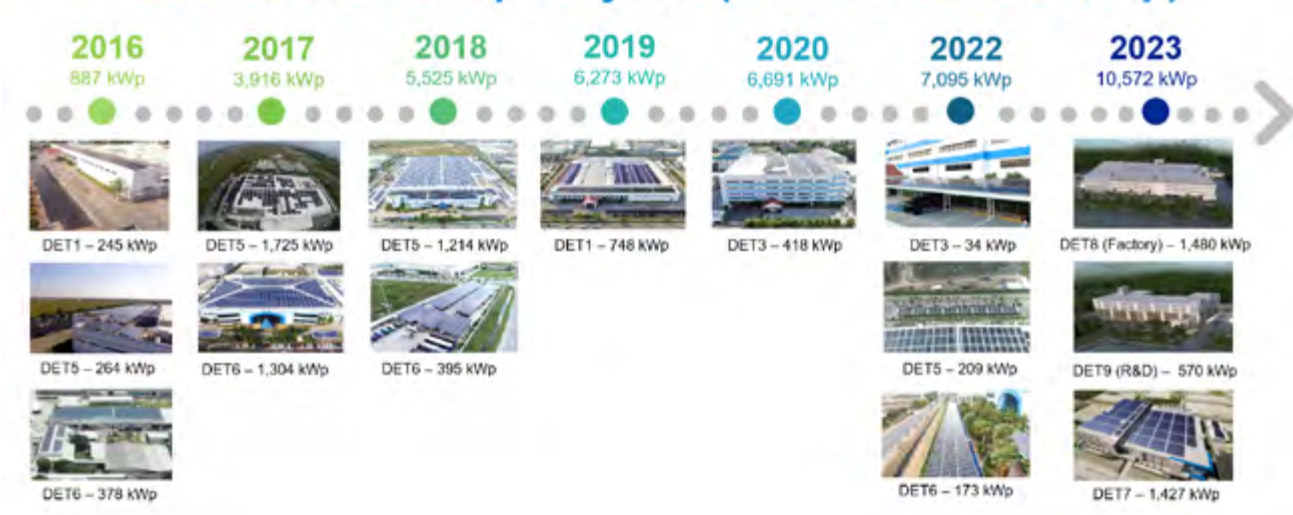 2016
2017
2018
2019
2020
2022
2023
887 kWp
3,916 kWp
5,525 kWp
6,273 kWp
6,691 kWp
7,095 kWp
10,572 kWp
DET1 – 245 kWp
DET5 – 1,725 kWp
DET5 – 1,214 kWp
DET1 – 748 kWp
DET3 – 418 kWp
DET3 – 34 kWp
DET8 (Factory) – 1,480 kWp
DET5 – 264 kWp
DET6 – 1,304 kWp
DET6 – 395 kWp
DET5 – 209 kWp
DET9 (R&D) – 570 kWp
DET6 – 378 kWp
DET6 – 173 kWp
DET7 – 1,427 kWp